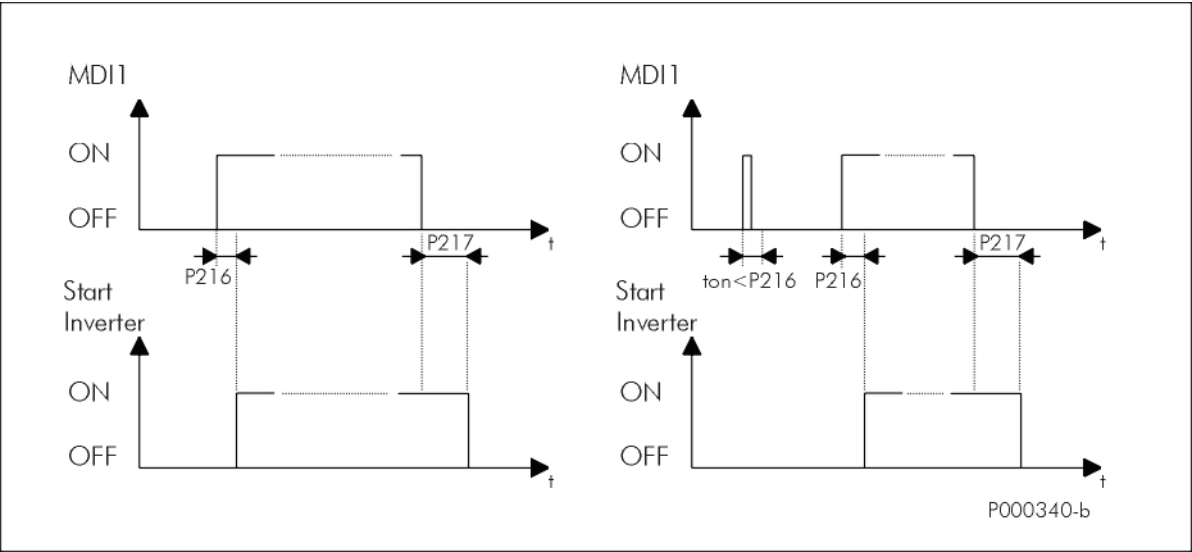 MDI1
ON
OFF
t
P216
P217
Start
Inverter
ON
OFF
t
MDI1
ON
OFF
t
ton<P216
P216
P217
Start
Inverter
ON
OFF
t
P000340-b